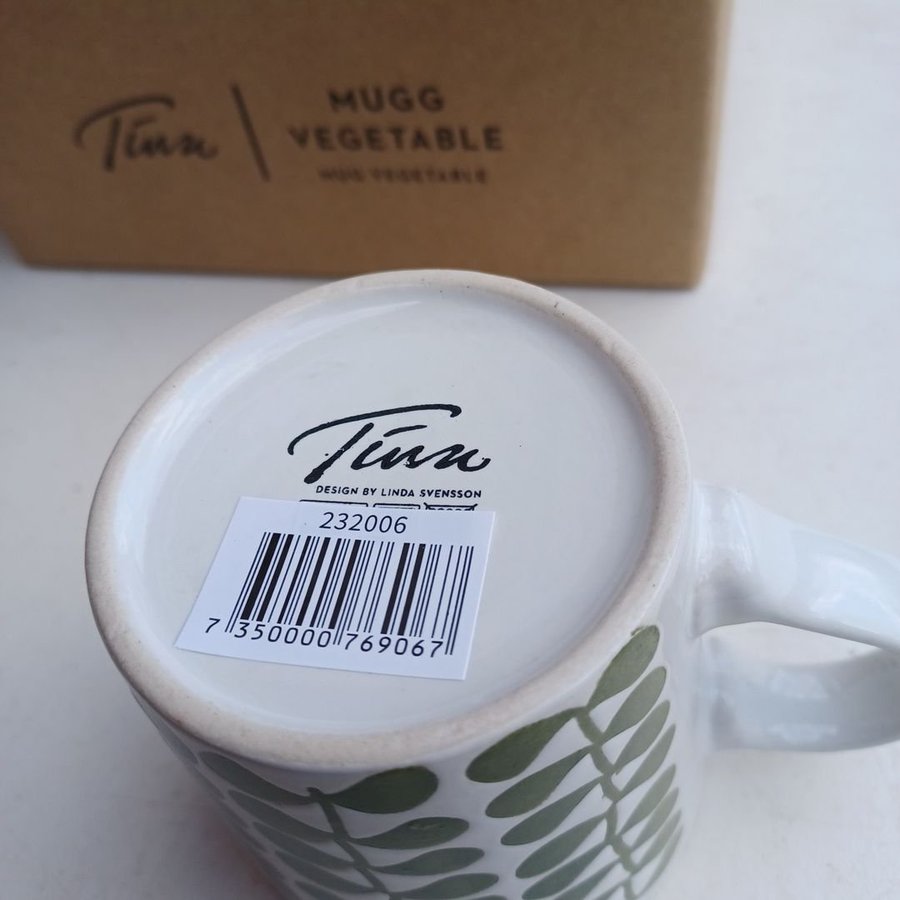 Tinn
MUGG
VEGETABLE
MUG VEGETABLE
Tinn
DESIGN BY LINDA SVENSSON
232006
7 350000 769067